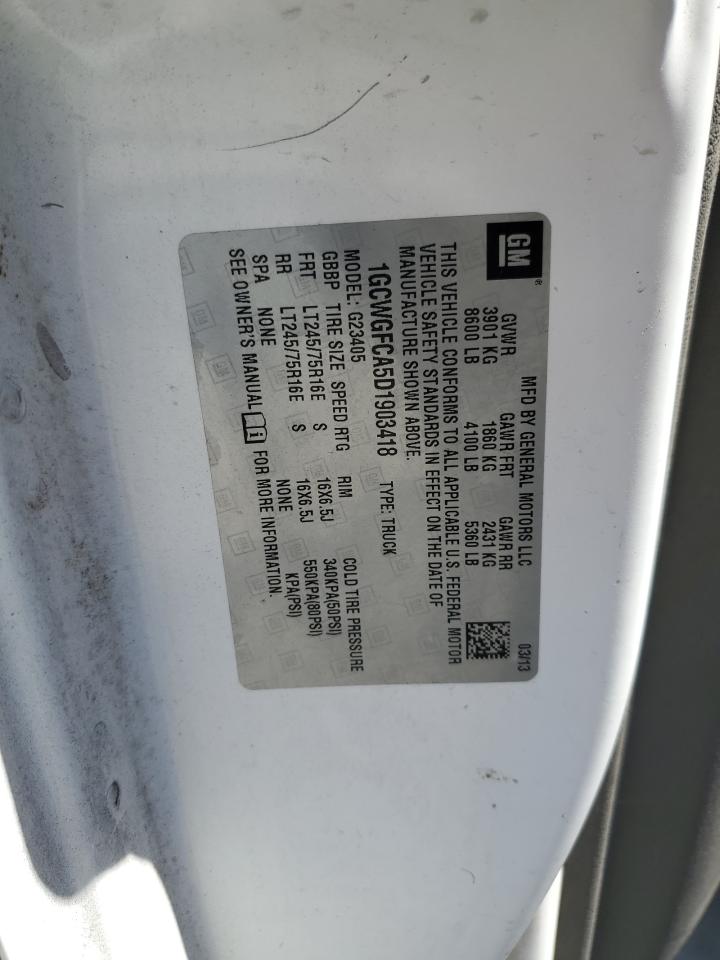 GM®
MFD BY GENERAL MOTORS LLC 03/13
GVWR GAWR FRT GAWR RR
3901 KG 1860 KG 2431 KG
8600 LB 4100 LB 5360 LB
THIS VEHICLE CONFORMS TO ALL APPLICABLE U.S. FEDERAL MOTOR
VEHICLE SAFETY STANDARDS IN EFFECT ON THE DATE OF
MANUFACTURE SHOWN ABOVE.
1GCWGFCA5D1903418 TYPE: TRUCK
MODEL: G23405
GBBP TIRE SIZE SPEED RTG RIM COLD TIRE PRESSURE
FRT LT245/75R16E S 16X6.5J 340KPA(50PSI)
RR LT245/75R16E S 16X6.5J 550KPA(80PSI)
SPA NONE NONE KPA(PSI)
SEE OWNER'S MANUAL i FOR MORE INFORMATION.